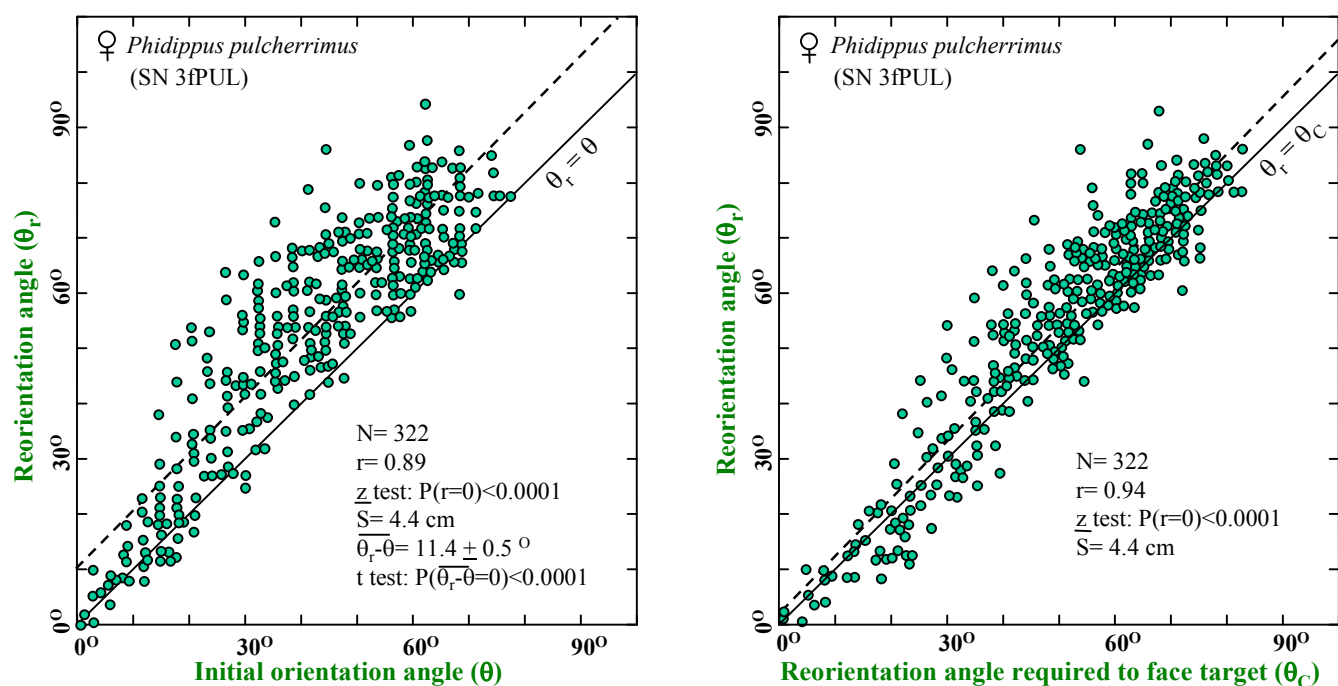 ♀ Phidippus pulcherrimus
(SN 3fPUL)
90°
60°
30°
0°
Reorientation angle (θr)
θr = θ
N= 322
r= 0.89
z test: P(r=0)<0.0001
S= 4.4 cm
θr-θ= 11.4 ± 0.5 °
t test: P(θr-θ=0)<0.0001
0° 30° 60° 90°
Initial orientation angle (θ)
♀ Phidippus pulcherrimus
(SN 3fPUL)
90°
60°
30°
0°
Reorientation angle (θr)
θr = θC
N= 322
r= 0.94
z test: P(r=0)<0.0001
S= 4.4 cm
0° 30° 60° 90°
Reorientation angle required to face target (θC)